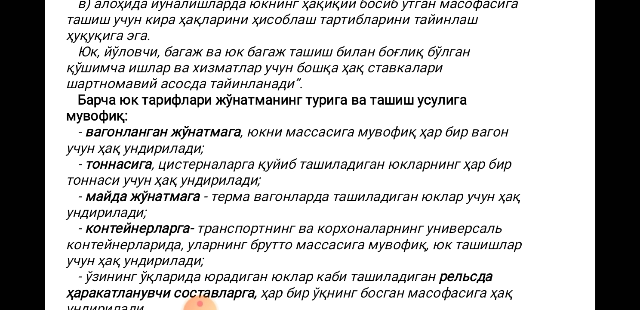 в) алоҳида йўналишларда юкнинг ҳақиқий босиб ўтган масофасига
ташиш учун кира ҳақларини ҳисоблаш тартибларини тайинлаш
ҳуқуқига эга.
Юк, йўловчи, багаж ва юк багаж ташиш билан боғлиқ бўлган
қўшимча ишлар ва хизматлар учун бошқа ҳақ ставкалари
шартномавий асосда тайинланади”.
Барча юк тарифлари жўнатманинг турига ва ташиш усулига
мувофиқ:
- вагонланган жўнатмага, юкни массасига мувофиқ ҳар бир вагон
учун ҳақ ундирилади;
- тоннасига, цистерналарга қуйиб ташиладиган юкларнинг ҳар бир
тоннаси учун ҳақ ундирилади;
- майда жўнатмага - терма вагонларда ташиладиган юклар учун ҳақ
ундирилади;
- контейнерларга- транспортнинг ва корхоналарнинг универсаль
контейнерларида, уларнинг брутто массасига мувофиқ, юк ташишлар
учун ҳақ ундирилади;
- ўзининг ўқларида юрадиган юклар каби ташиладиган рельсда
ҳаракатланувчи составларга, ҳар бир ўқнинг босган масофасига ҳақ
ундирилади.